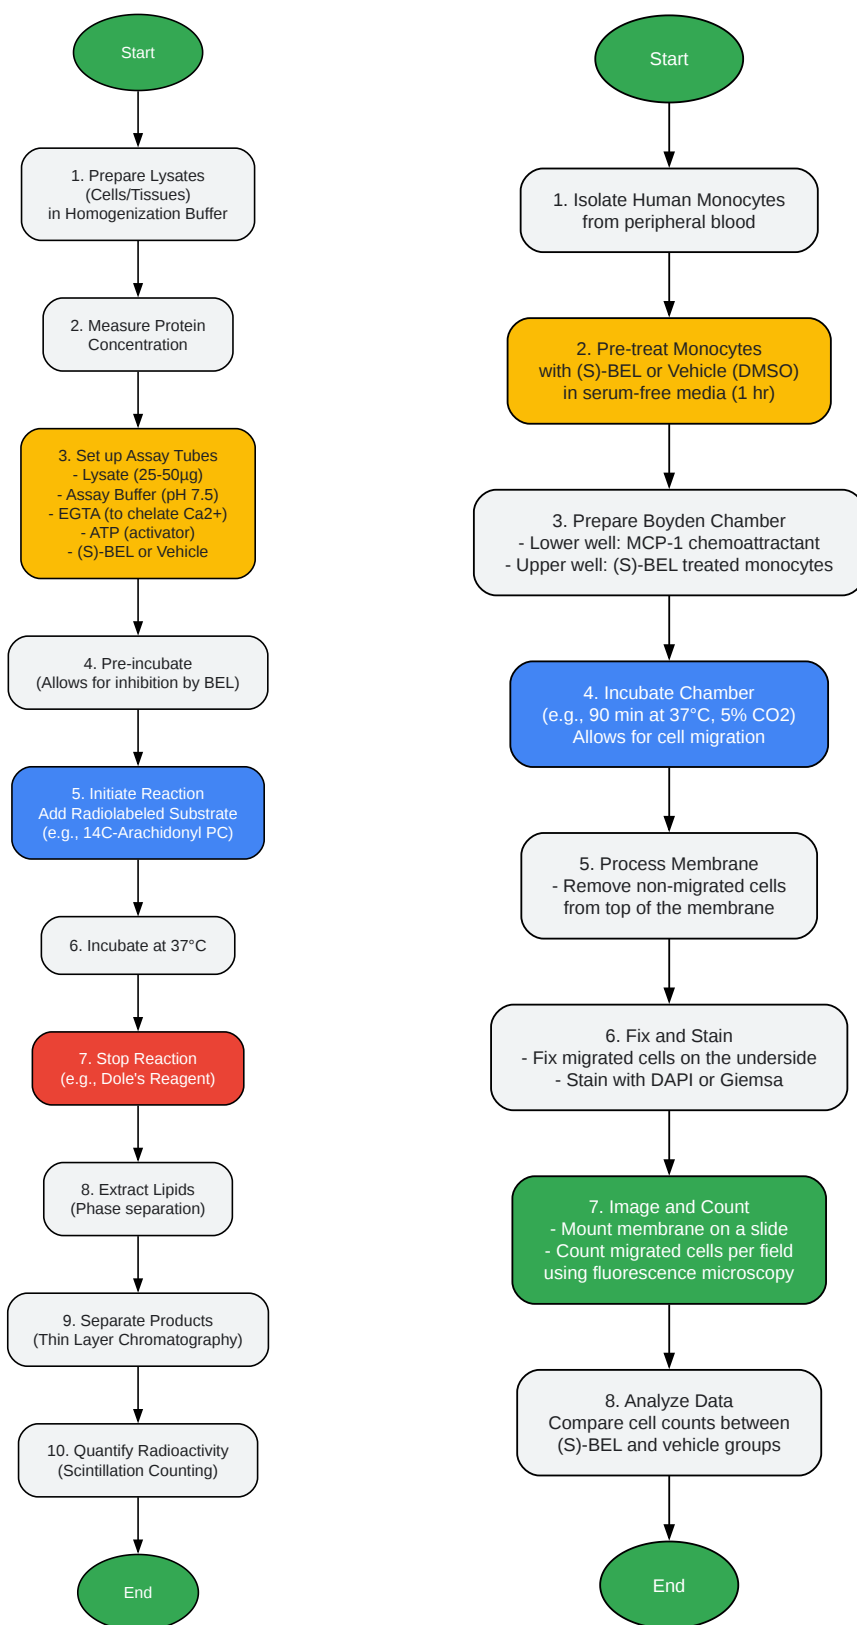 Start
1. Prepare Lysates
(Cells/Tissues)
in Homogenization Buffer
2. Measure Protein
Concentration
3. Set up Assay Tubes
- Lysate (25-50µg)
- Assay Buffer (pH 7.5)
- EGTA (to chelate Ca2+)
- ATP (activator)
- (S)-BEL or Vehicle
4. Pre-incubate
(Allows for inhibition by BEL)
5. Initiate Reaction
Add Radiolabeled Substrate
(e.g., 14C-Arachidonyl PC)
6. Incubate at 37°C
7. Stop Reaction
(e.g., Dole's Reagent)
8. Extract Lipids
(Phase separation)
9. Separate Products
(Thin Layer Chromatography)
10. Quantify Radioactivity
(Scintillation Counting)
End
Start
1. Isolate Human Monocytes
from peripheral blood
2. Pre-treat Monocytes
with (S)-BEL or Vehicle (DMSO)
in serum-free media (1 hr)
3. Prepare Boyden Chamber
- Lower well: MCP-1 chemoattractant
- Upper well: (S)-BEL treated monocytes
4. Incubate Chamber
(e.g., 90 min at 37°C, 5% CO2)
Allows for cell migration
5. Process Membrane
- Remove non-migrated cells
from top of the membrane
6. Fix and Stain
- Fix migrated cells on the underside
- Stain with DAPI or Giemsa
7. Image and Count
- Mount membrane on a slide
- Count migrated cells per field
using fluorescence microscopy
8. Analyze Data
Compare cell counts between
(S)-BEL and vehicle groups
End